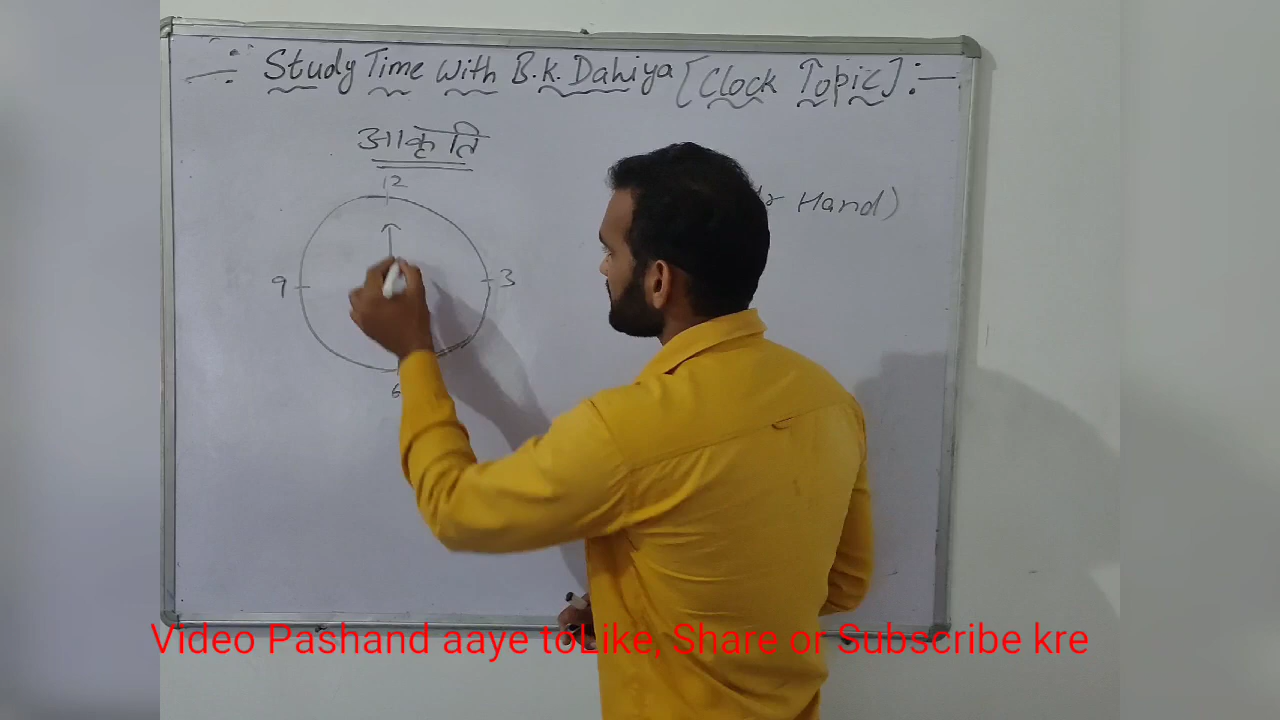 Study Time With B.K. Dahiya [Clock Topic] :-
आकृति
12
Hand)
9
3
6
Video Pashand aaye toLike, Share or Subscribe kre